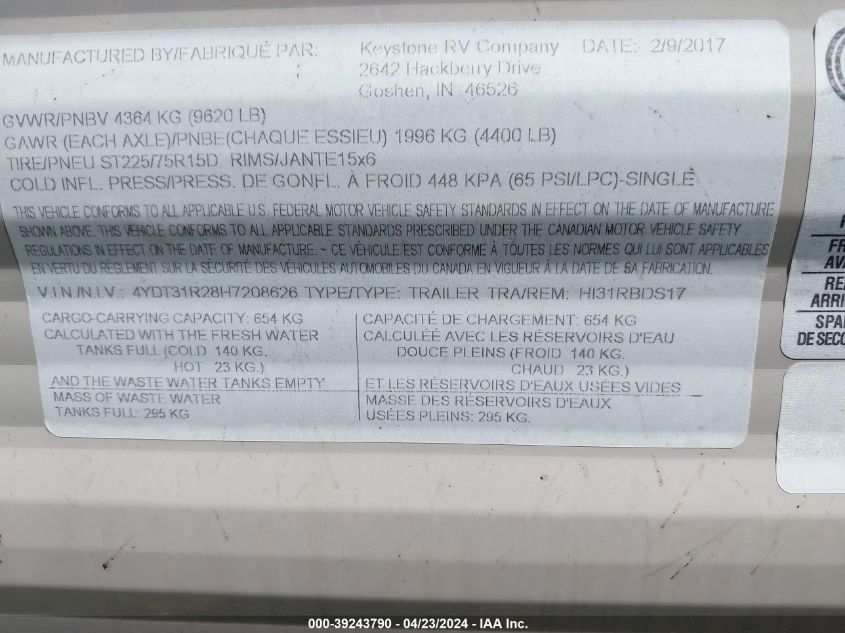 MANUFACTURED BY/FABRIQUÉ PAR: Keystone RV Company DATE: 2/9/2017
2642 Hackberry Drive
Goshen, IN 46526
GVWR/PNBV 4364 KG (9620 LB)
GAWR (EACH AXLE)/PNBE(CHAQUE ESSIEU) 1996 KG (4400 LB)
TIRE/PNEU ST225/75R15D RIMS/JANTE15x6
COLD INFL. PRESS/PRESS. DE GONFL. À FROID 448 KPA (65 PSI/LPC)-SINGLE
THIS VEHICLE CONFORMS TO ALL APPLICABLE U.S. FEDERAL MOTOR VEHICLE SAFETY STANDARDS IN EFFECT ON THE DATE OF MANUFACTURE
SHOWN ABOVE. THIS VEHICLE CONFORMS TO ALL APPLICABLE STANDARDS PRESCRIBED UNDER THE CANADIAN MOTOR VEHICLE SAFETY
REGULATIONS IN EFFECT ON THE DATE OF MANUFACTURE. - CE VÉHICULE EST CONFORME À TOUTES LES NORMES QUI LUI SONT APPLICABLES
EN VERTU DU RÈGLEMENT SUR LA SÉCURITÉ DES VÉHICULES AUTOMOBILES DU CANADA EN VIGUEUR À LA DATE DE SA FABRICATION.
V.I.N./N.I.V.: 4YDT31R28H7208626 TYPE/TYPE: TRAILER TRA/REM: HI31RBDS17
CARGO-CARRYING CAPACITY: 654 KG
CALCULATED WITH THE FRESH WATER
TANKS FULL (COLD 140 KG.
HOT 23 KG.)
AND THE WASTE WATER TANKS EMPTY
MASS OF WASTE WATER
TANKS FULL: 295 KG
CAPACITÉ DE CHARGEMENT: 654 KG
CALCULÉE AVEC LES RÉSERVOIRS D'EAU
DOUCE PLEINS (FROID 140 KG.
CHAUD 23 KG.)
ET LES RÉSERVOIRS D'EAUX USÉES VIDES
MASSE DES RÉSERVOIRS D'EAUX
USÉES PLEINS: 295 KG.
FR
AVA
REA
ARRI
SPAR
DE SECO
000-39243790 - 04/23/2024 - IAAI Inc.